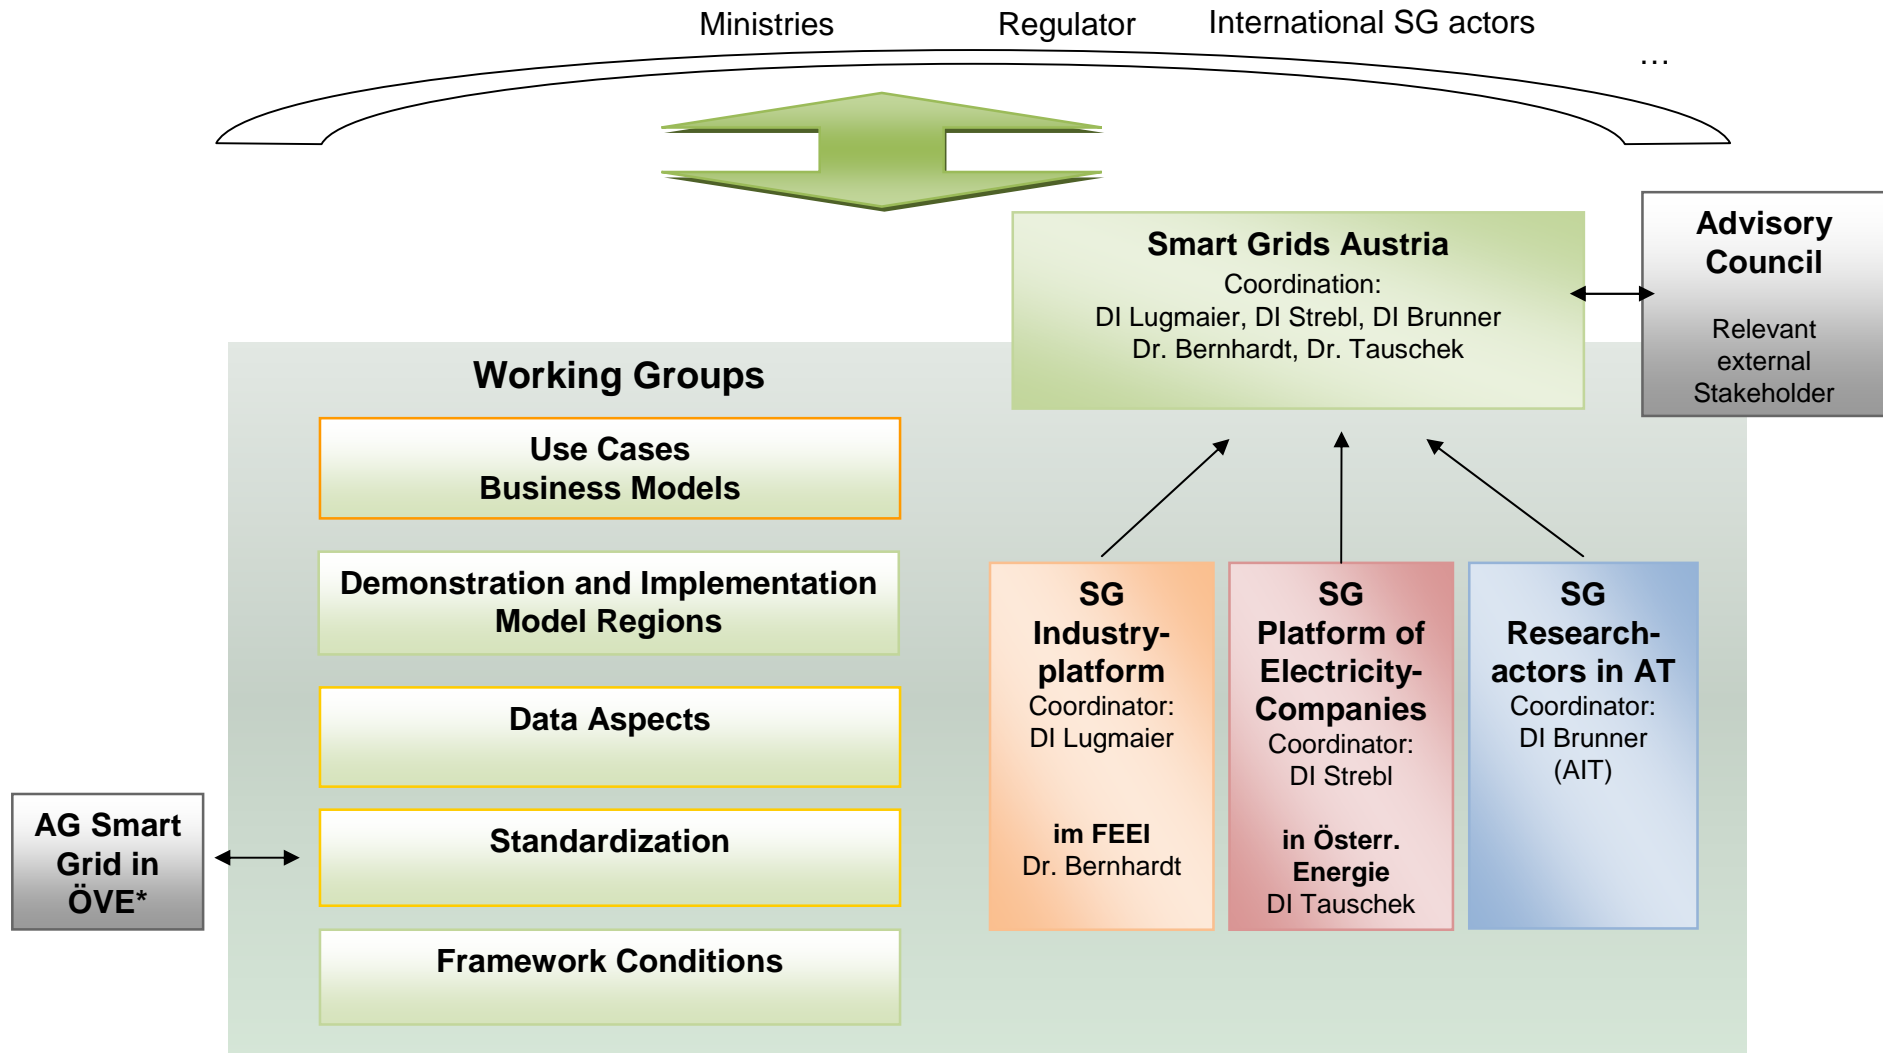 Ministries
Regulator
International SG actors
…
Smart Grids Austria
Coordination:
DI Lugmaier, DI Strebl, DI Brunner
Dr. Bernhardt, Dr. Tauschek
Advisory
Council
Relevant
external
Stakeholder
Working Groups
Use Cases
Business Models
Demonstration and Implementation
Model Regions
Data Aspects
Standardization
Framework Conditions
AG Smart
Grid in
ÖVE*
SG
Industry-
platform
Coordinator:
DI Lugmaier
im FEEI
Dr. Bernhardt
SG
Platform of
Electricity-
Companies
Coordinator:
DI Strebl
in Österr.
Energie
DI Tauschek
SG
Research-
actors in AT
Coordinator:
DI Brunner
(AIT)